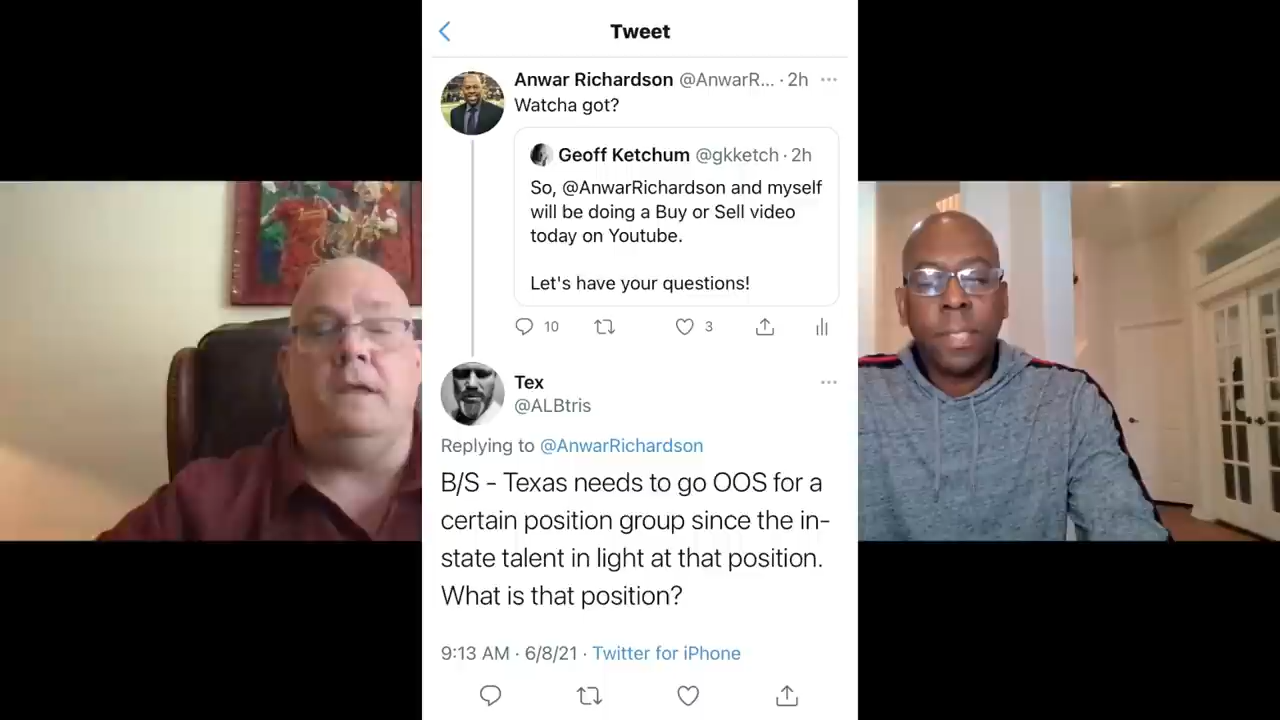 Tweet
Anwar Richardson @AnwarR... · 2h
Watcha got?
Geoff Ketchum @gkketch · 2h
So, @AnwarRichardson and myself
will be doing a Buy or Sell video
today on Youtube.
Let's have your questions!
10
3
Tex
@ALBtris
Replying to @AnwarRichardson
B/S - Texas needs to go OOS for a
certain position group since the in-
state talent in light at that position.
What is that position?
9:13 AM · 6/8/21 · Twitter for iPhone